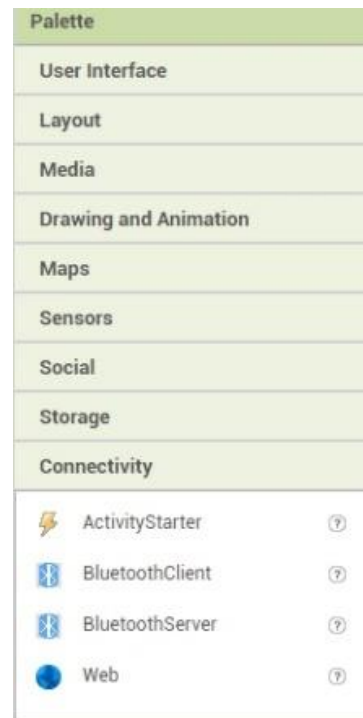 Palette
User Interface
Layout
Media
Drawing and Animation
Maps
Sensors
Social
Storage
Connectivity
ActivityStarter ?
BluetoothClient ?
BluetoothServer ?
Web ?